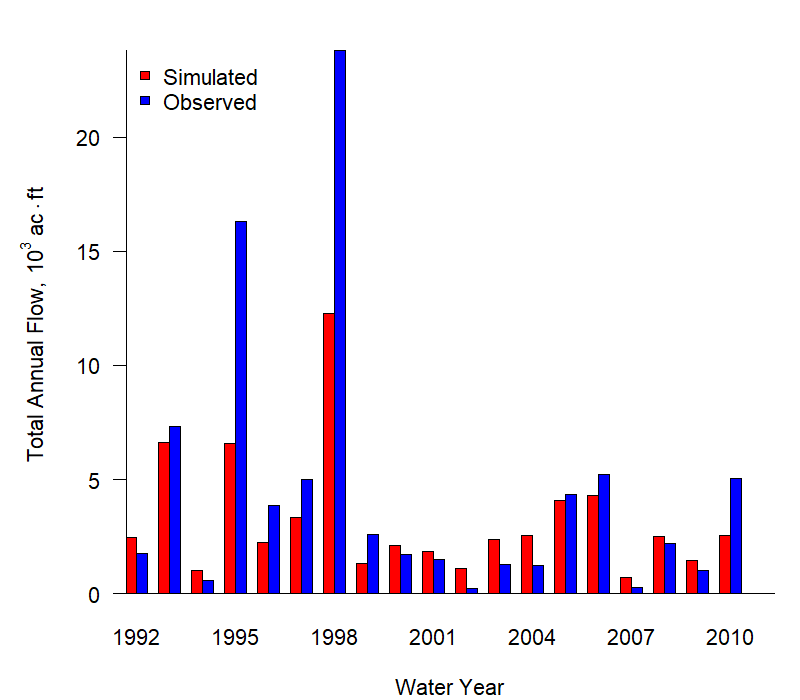 Simulated
Observed
20
15
10
5
0
Total Annual Flow, 10³ ac · ft
1992 1995 1998 2001 2004 2007 2010
Water Year